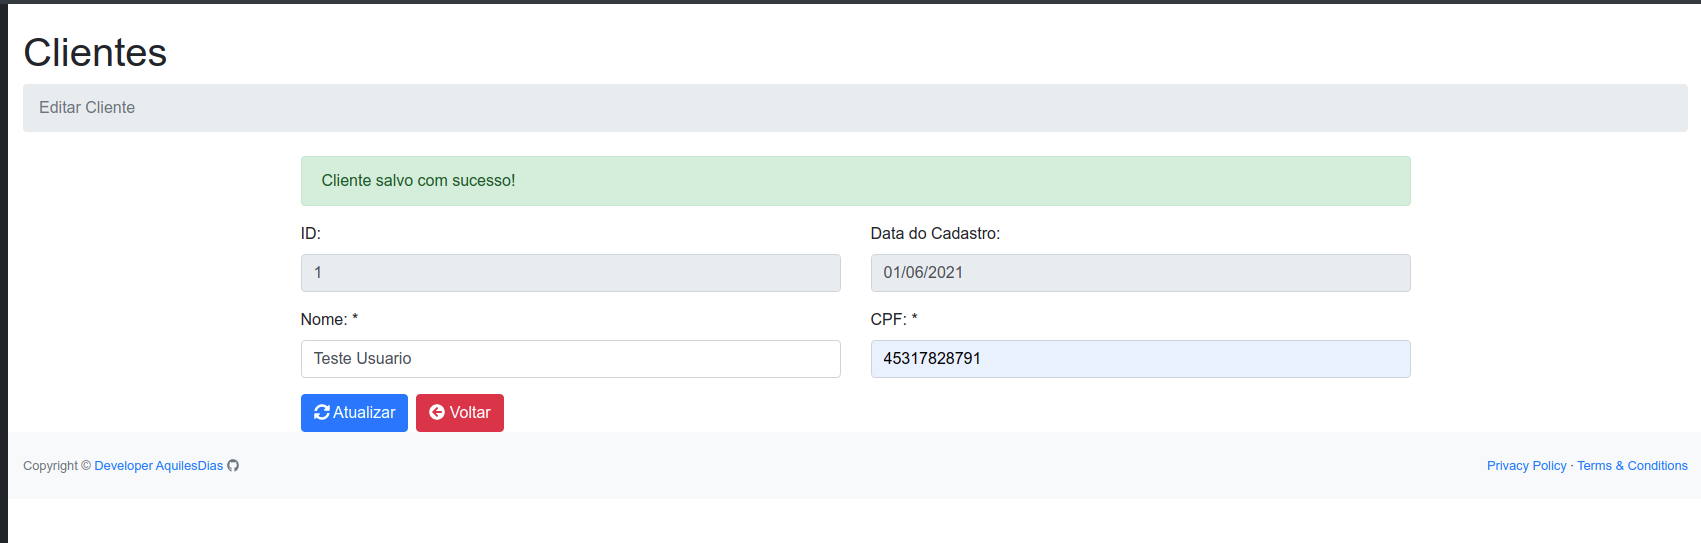 Clientes
Editar Cliente
Cliente salvo com sucesso!
ID:
Data do Cadastro:
1
01/06/2021
Nome: *
CPF: *
Teste Usuario
45317828791
Atualizar
Voltar
Copyright © Developer AquilesDias
Privacy Policy · Terms & Conditions